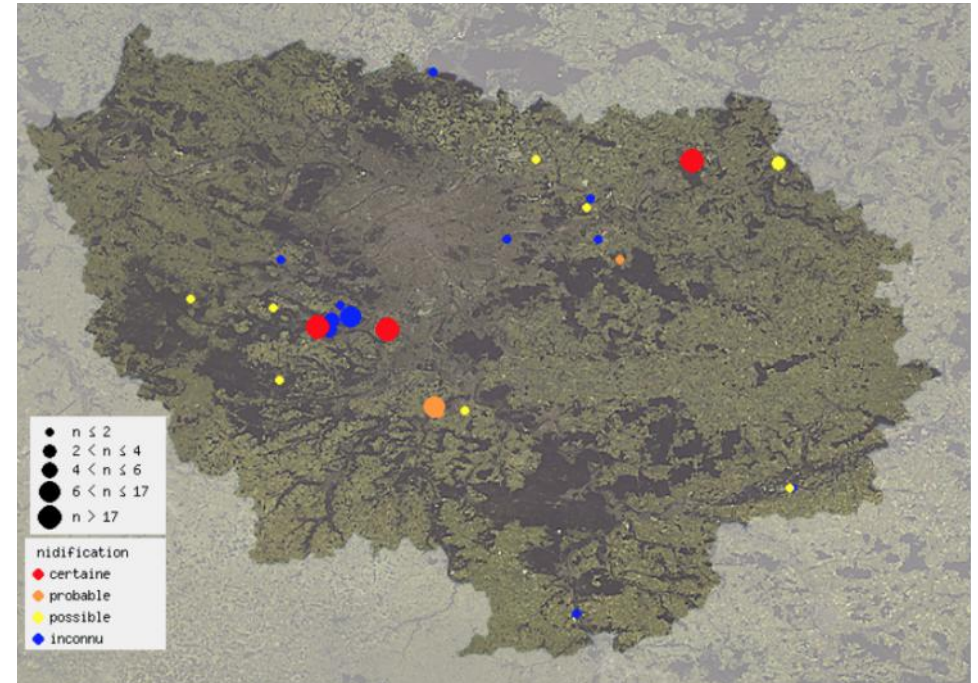 n ≤ 2
2 < n ≤ 4
4 < n ≤ 6
6 < n ≤ 17
n > 17
nidification
certaine
probable
possible
inconnu